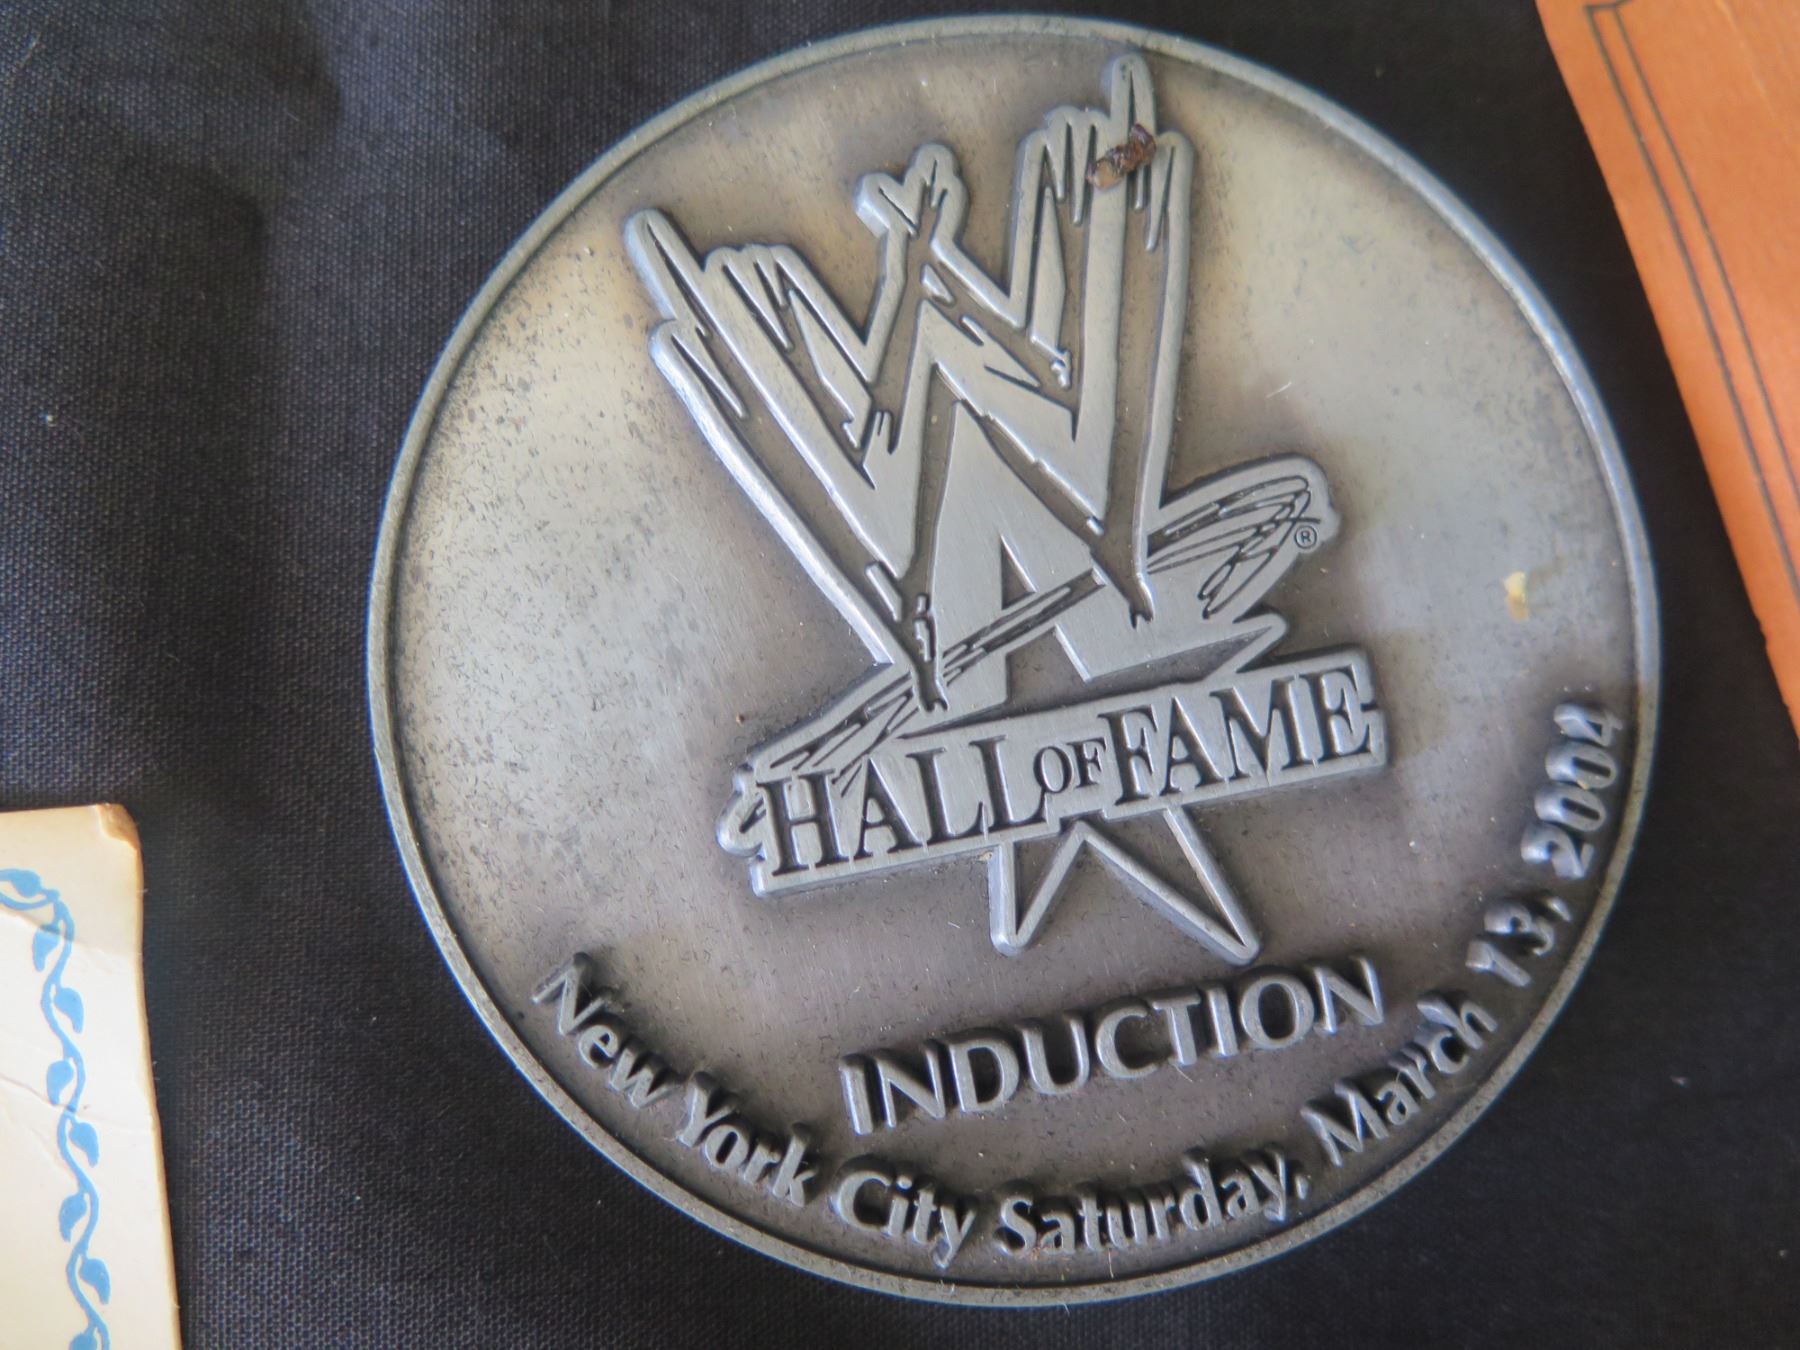 W
®
HALL OF FAME
INDUCTION
New York City Saturday, March 13, 2004